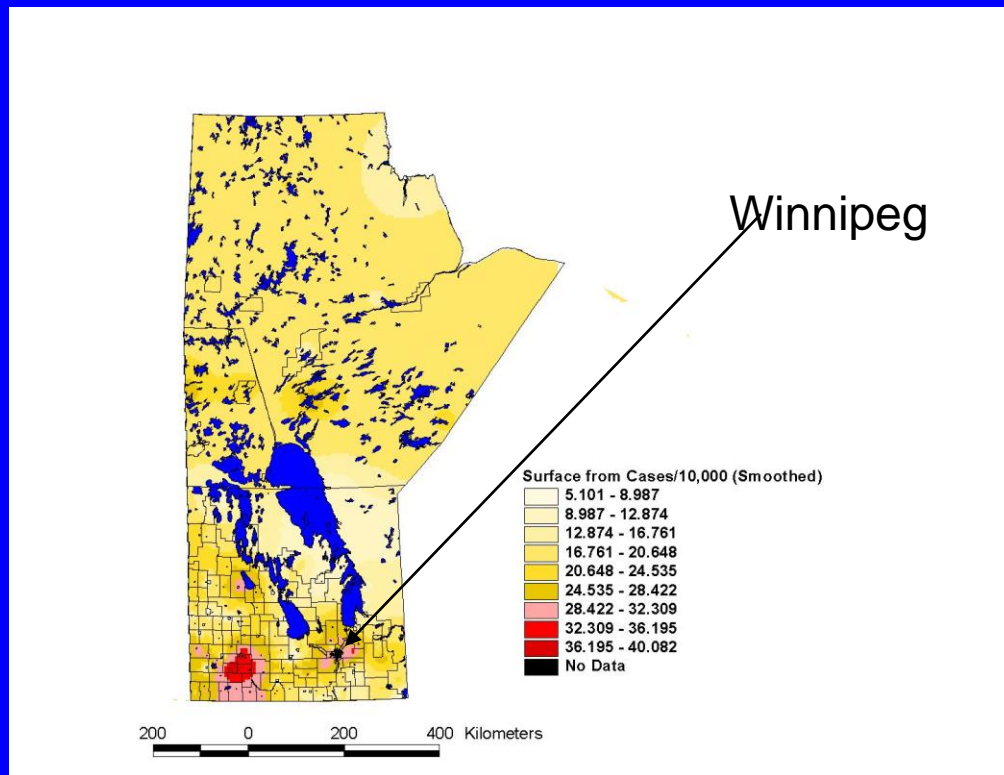 Winnipeg
Surface from Cases/10,000 (Smoothed)
5.101 - 8.987
8.987 - 12.874
12.874 - 16.761
16.761 - 20.648
20.648 - 24.535
24.535 - 28.422
28.422 - 32.309
32.309 - 36.195
36.195 - 40.082
No Data
200 0 200 400 Kilometers